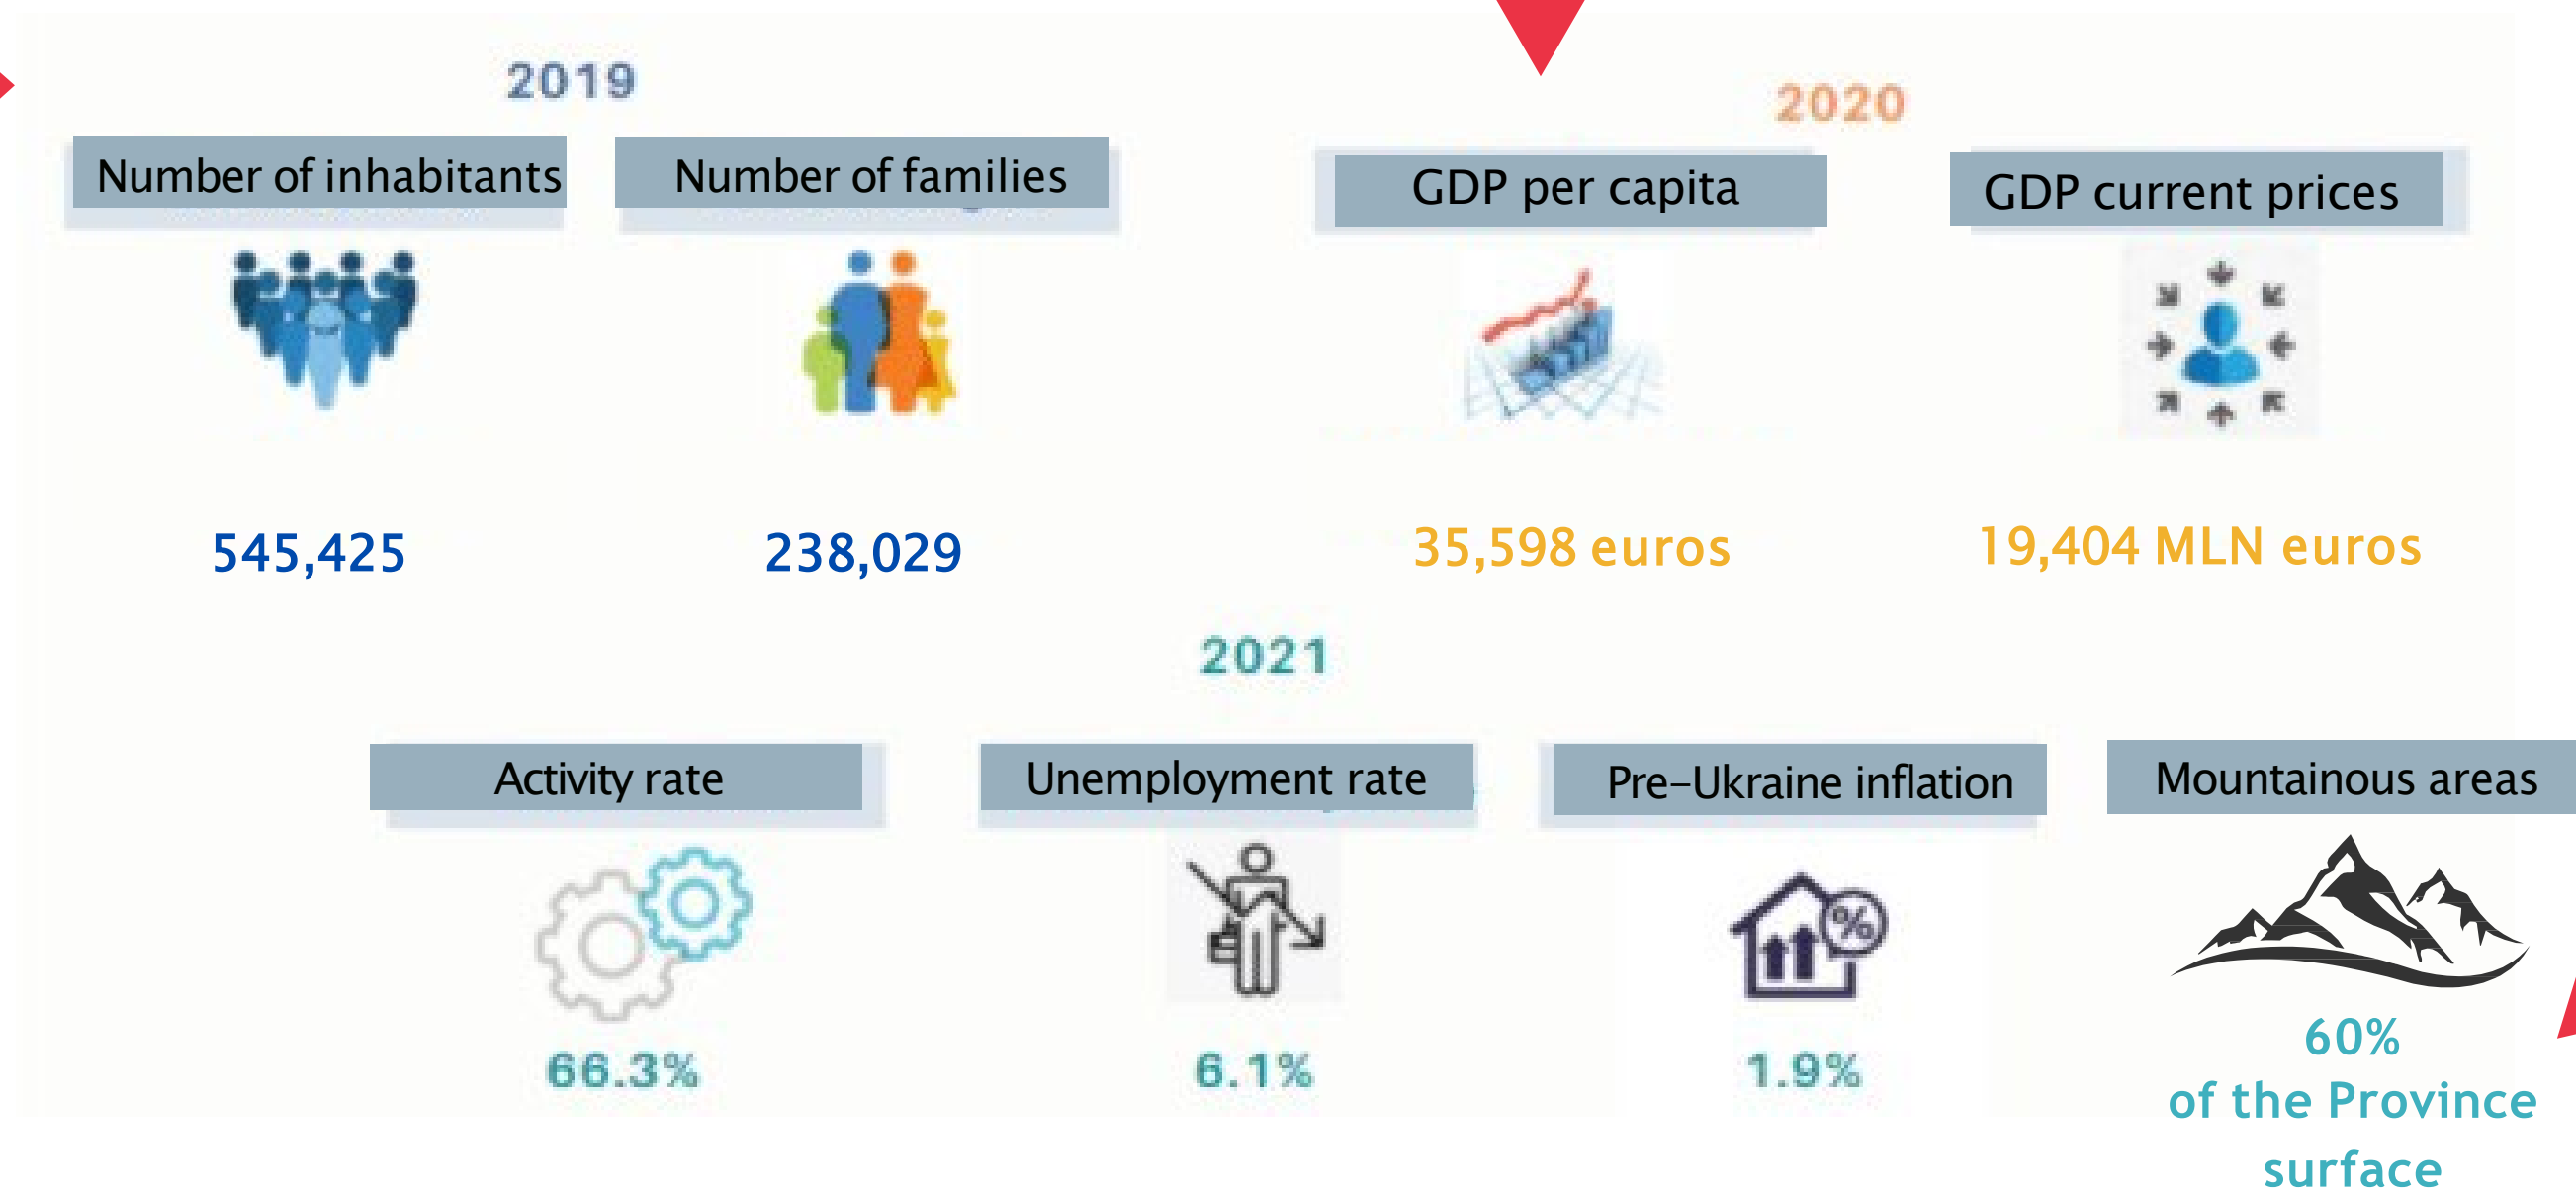 2019
2020
Number of inhabitants
Number of families
GDP per capita
GDP current prices
545,425
238,029
35,598 euros
19,404 MLN euros
2021
Activity rate
Unemployment rate
Pre-Ukraine inflation
Mountainous areas
%
66.3%
6.1%
1.9%
60%
of the Province
surface